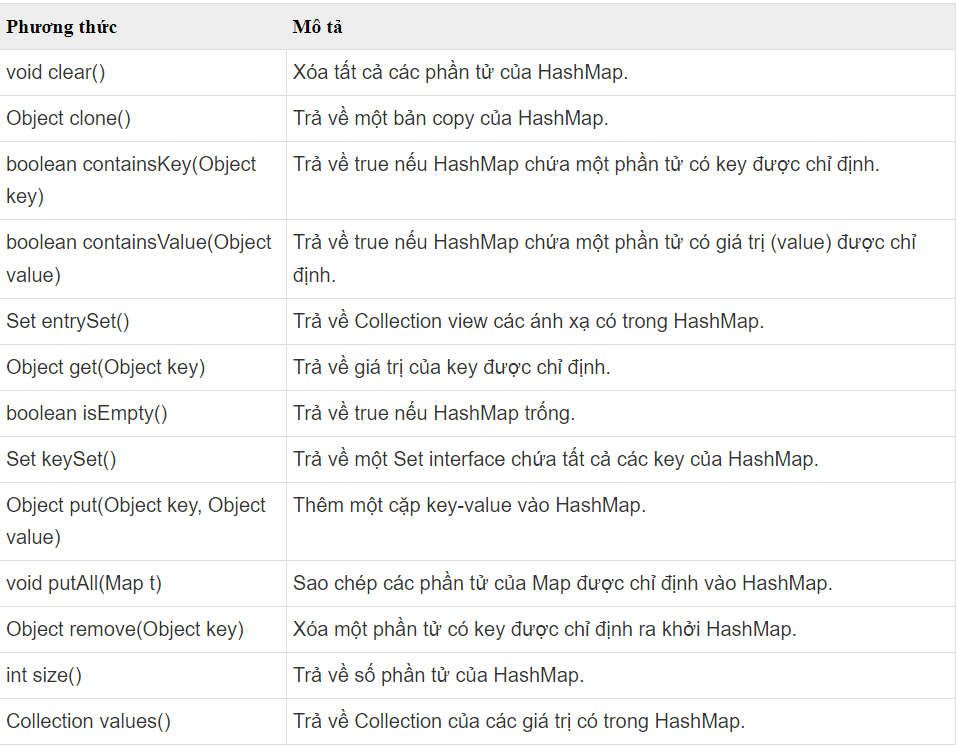 Phương thức Mô tả
void clear() Xóa tất cả các phần tử của HashMap.
Object clone() Trả về một bản copy của HashMap.
boolean containsKey(Object Trả về true nếu HashMap chứa một phần tử có key được chỉ định.
key)
boolean containsValue(Object Trả về true nếu HashMap chứa một phần tử có giá trị (value) được chỉ
value) định.
Set entrySet() Trả về Collection view các ánh xạ có trong HashMap.
Object get(Object key) Trả về giá trị của key được chỉ định.
boolean isEmpty() Trả về true nếu HashMap trống.
Set keySet() Trả về một Set interface chứa tất cả các key của HashMap.
Object put(Object key, Object Thêm một cặp key-value vào HashMap.
value)
void putAll(Map t) Sao chép các phần tử của Map được chỉ định vào HashMap.
Object remove(Object key) Xóa một phần tử có key được chỉ định ra khởi HashMap.
int size() Trả về số phần tử của HashMap.
Collection values() Trả về Collection của các giá trị có trong HashMap.